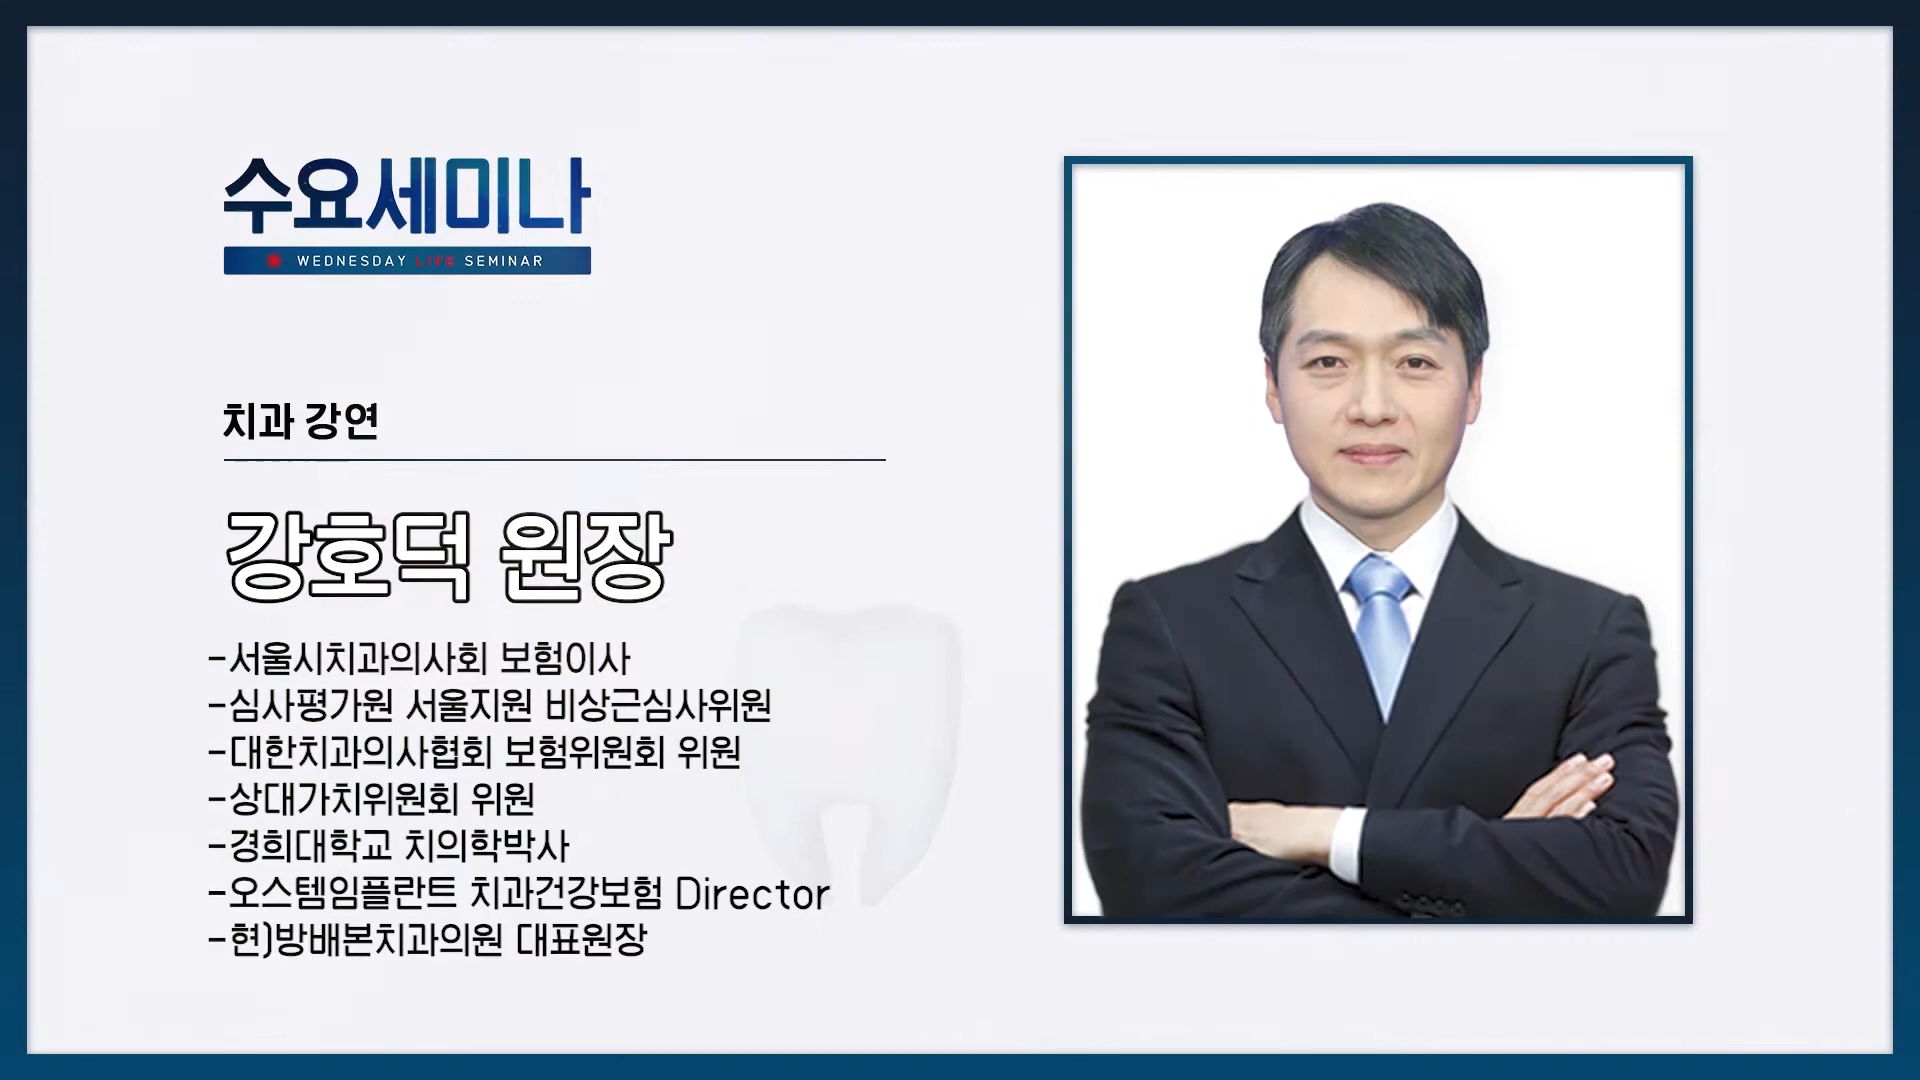 수요세미나
WEDNESDAY LIVE SEMINAR
치과 강연
강호덕 원장
-서울시치과의사회 보험이사
-심사평가원 서울지원 비상근심사위원
-대한치과의사협회 보험위원회 위원
-상대가치위원회 위원
-경희대학교 치의학박사
-오스템임플란트 치과건강보험 Director
-현)방배본치과의원 대표원장